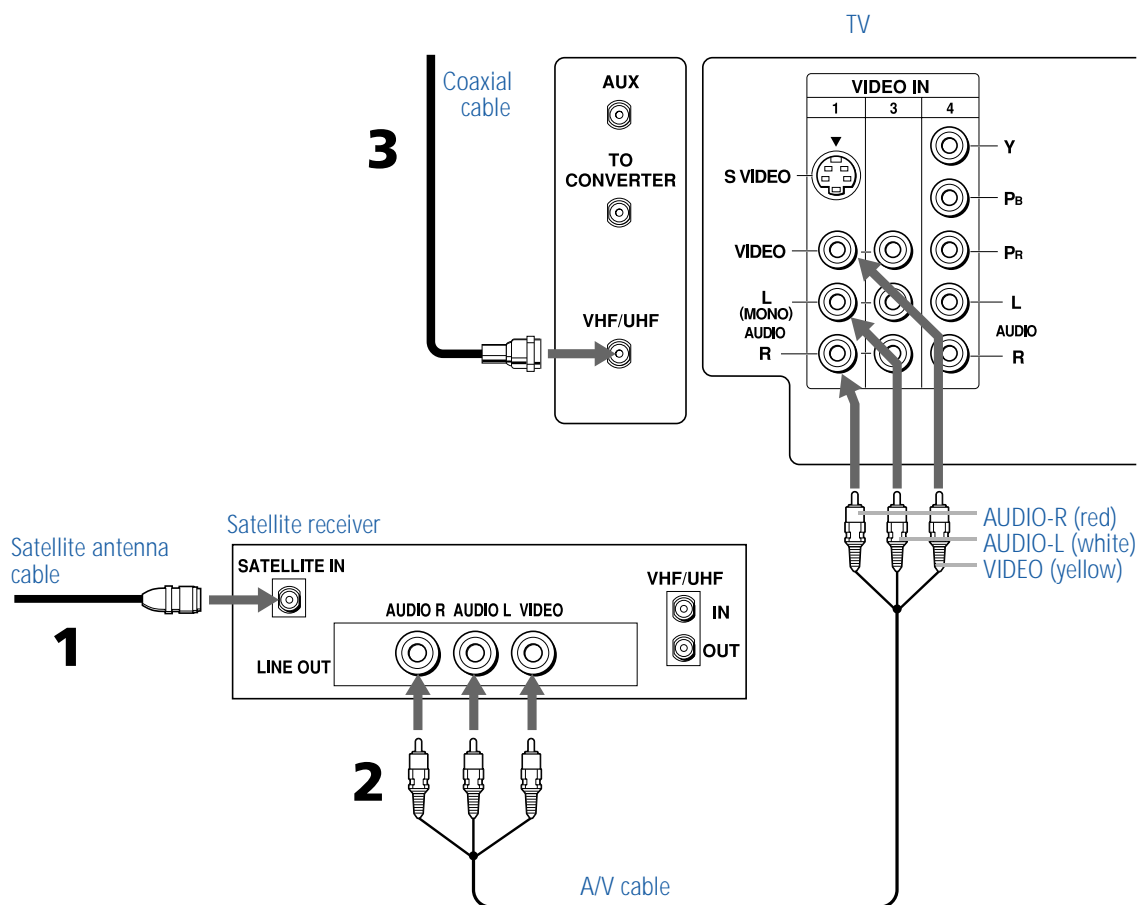 TV
Coaxial
cable
3
AUX
TO
CONVERTER
VHF/UHF
VIDEO IN
1 3 4
S VIDEO
VIDEO
L
(MONO)
AUDIO
R
Y
PB
PR
L
AUDIO
R
AUDIO-R (red)
AUDIO-L (white)
VIDEO (yellow)
Satellite antenna
cable
1
Satellite receiver
SATELLITE IN
AUDIO R AUDIO L VIDEO
LINE OUT
VHF/UHF
IN
OUT
2
A/V cable